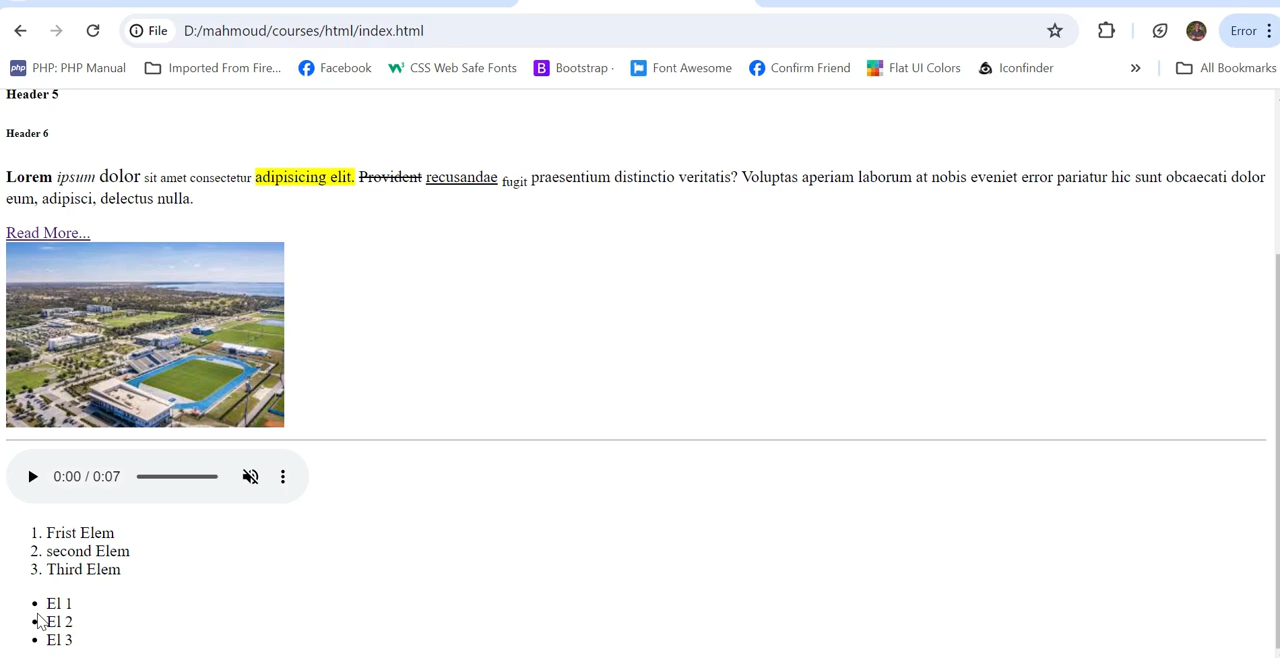 File D:/mahmoud/courses/html/index.html Error
php PHP: PHP Manual Imported From Fire... Facebook CSS Web Safe Fonts B Bootstrap · Font Awesome Confirm Friend Flat UI Colors Iconfinder » All Bookmarks
Header 5
Header 6
Lorem ipsum dolor sit amet consectetur adipisicing elit. Provident recusandae fugit praesentium distinctio veritatis? Voluptas aperiam laborum at nobis eveniet error pariatur hic sunt obcaecati dolor
eum, adipisci, delectus nulla.
Read More...
0:00 / 0:07
1. Frist Elem
2. second Elem
3. Third Elem
• El 1
• El 2
• El 3